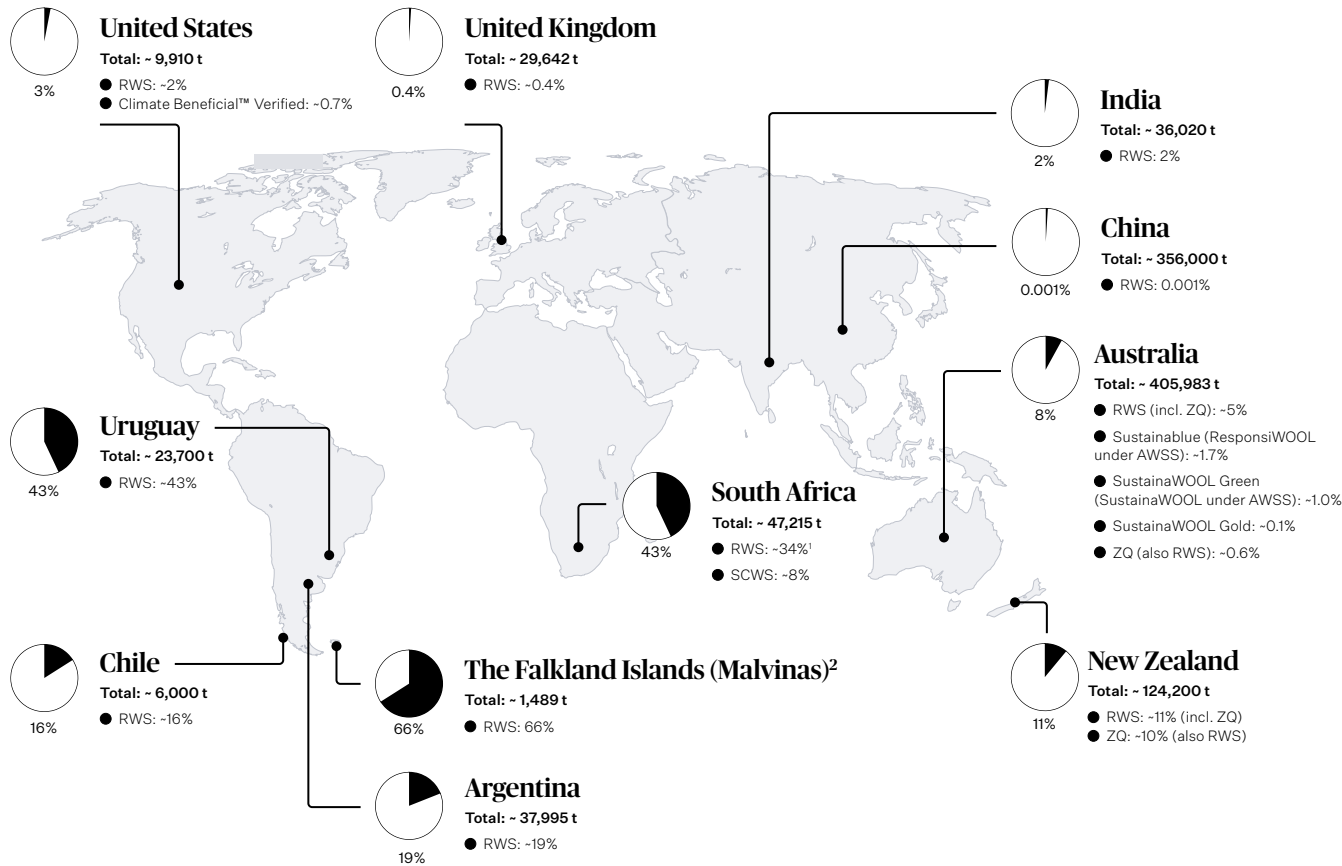 United States
Total: ~ 9,910 t
RWS: ~2%
Climate Beneficial™ Verified: ~0.7%
3%
United Kingdom
Total: ~ 29,642 t
RWS: ~0.4%
0.4%
India
Total: ~ 36,020 t
RWS: 2%
2%
China
Total: ~ 356,000 t
RWS: 0.001%
0.001%
Australia
Total: ~ 405,983 t
RWS (incl. ZQ): ~5%
Sustainablue (ResponsiWOOL
under AWSS): ~1.7%
SustainaWOOL Green
(SustainaWOOL under AWSS): ~1.0%
SustainaWOOL Gold: ~0.1%
ZQ (also RWS): ~0.6%
8%
Uruguay
Total: ~ 23,700 t
RWS: ~43%
43%
South Africa
Total: ~ 47,215 t
RWS: ~34%¹
SCWS: ~8%
43%
Chile
Total: ~ 6,000 t
RWS: ~16%
16%
The Falkland Islands (Malvinas)²
Total: ~ 1,489 t
RWS: 66%
66%
New Zealand
Total: ~ 124,200 t
RWS: ~11% (incl. ZQ)
ZQ: ~10% (also RWS)
11%
Argentina
Total: ~ 37,995 t
RWS: ~19%
19%